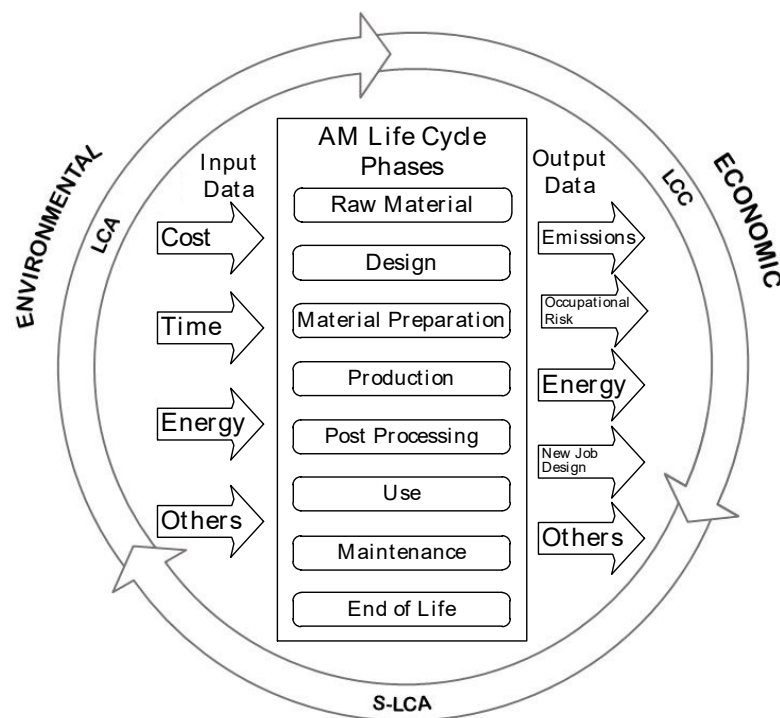 ENVIRONMENTAL
LCA
Input
Data
Cost
Time
Energy
Others
AM Life Cycle
Phases
Raw Material
Design
Material Preparation
Production
Post Processing
Use
Maintenance
End of Life
Output
Data
Emissions
Occupational
Risk
Energy
New Job
Design
Others
LCC
ECONOMIC
S-LCA